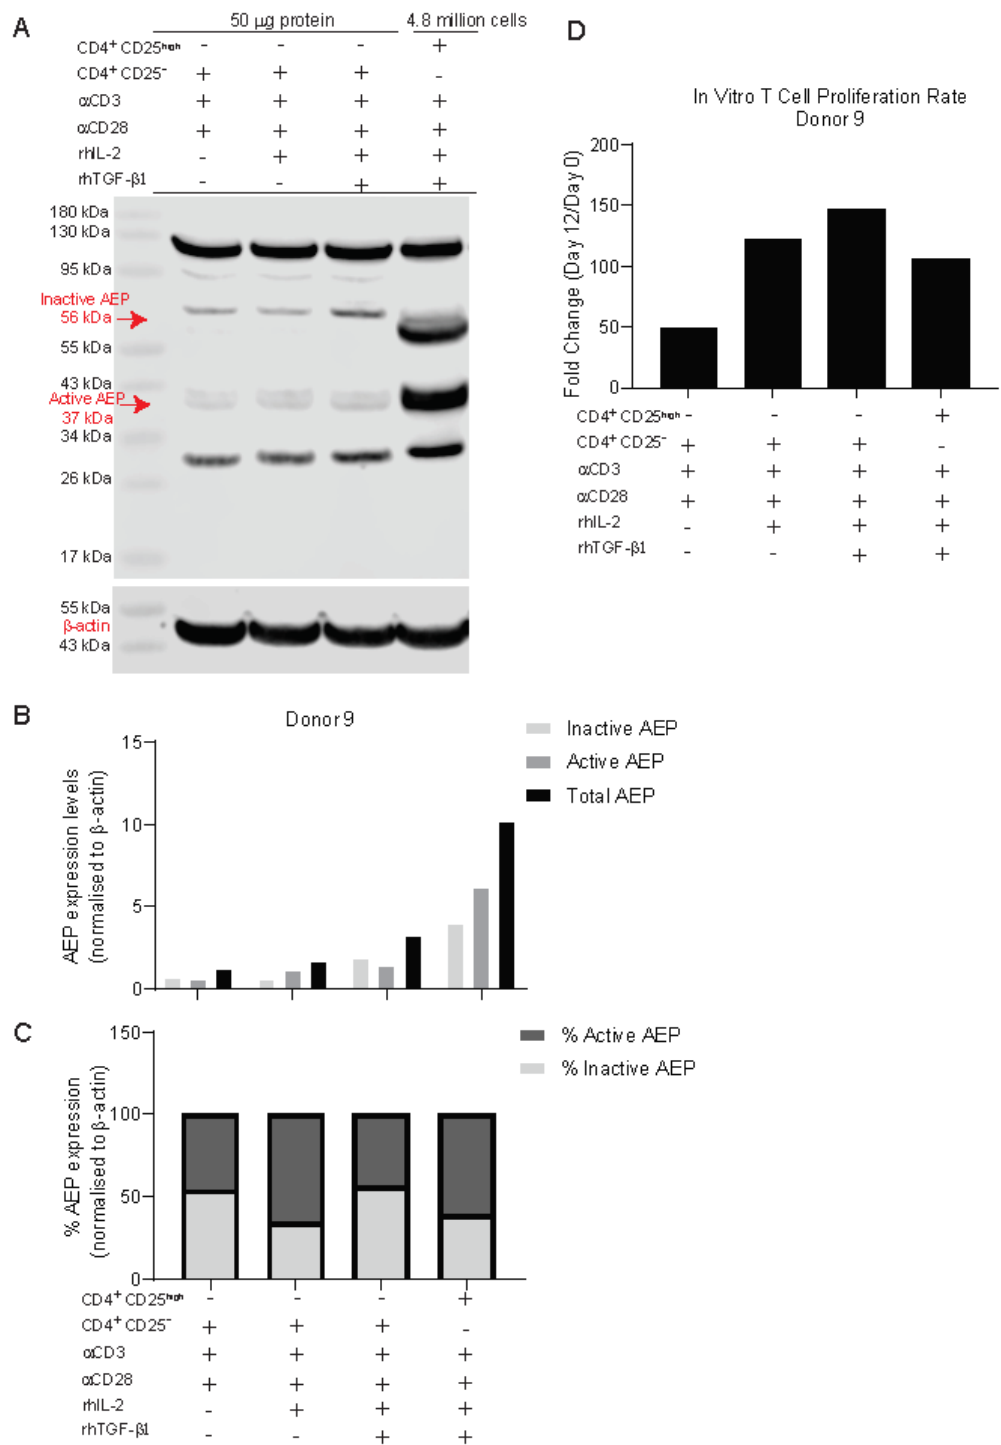 A
50 µg protein
4.8 million cells
CD4+ CD25high - - - +
CD4+ CD25- + + + -
αCD3 + + + +
αCD28 + + + +
rhIL-2 - + + +
rhTGF-β1 - - + +
180 kDa
130 kDa
95 kDa
Inactive AEP
56 kDa
55 kDa
43 kDa
Active AEP
37 kDa
34 kDa
26 kDa
17 kDa
55 kDa
β-actin
43 kDa
B
Donor 9
AEP expression levels
(normalised to β-actin)
15
10
5
0
Inactive AEP
Active AEP
Total AEP
C
% AEP expression
(normalised to β-actin)
150
100
50
0
% Active AEP
% Inactive AEP
CD4+ CD25high - - - +
CD4+ CD25- + + + -
αCD3 + + + +
αCD28 + + + +
rhIL-2 - + + +
rhTGF-β1 - - + +
D
In Vitro T Cell Proliferation Rate
Donor 9
Fold Change (Day 12/Day 0)
200
150
100
50
0
CD4+ CD25high - - - +
CD4+ CD25- + + + -
αCD3 + + + +
αCD28 + + + +
rhIL-2 - + + +
rhTGF-β1 - - + +